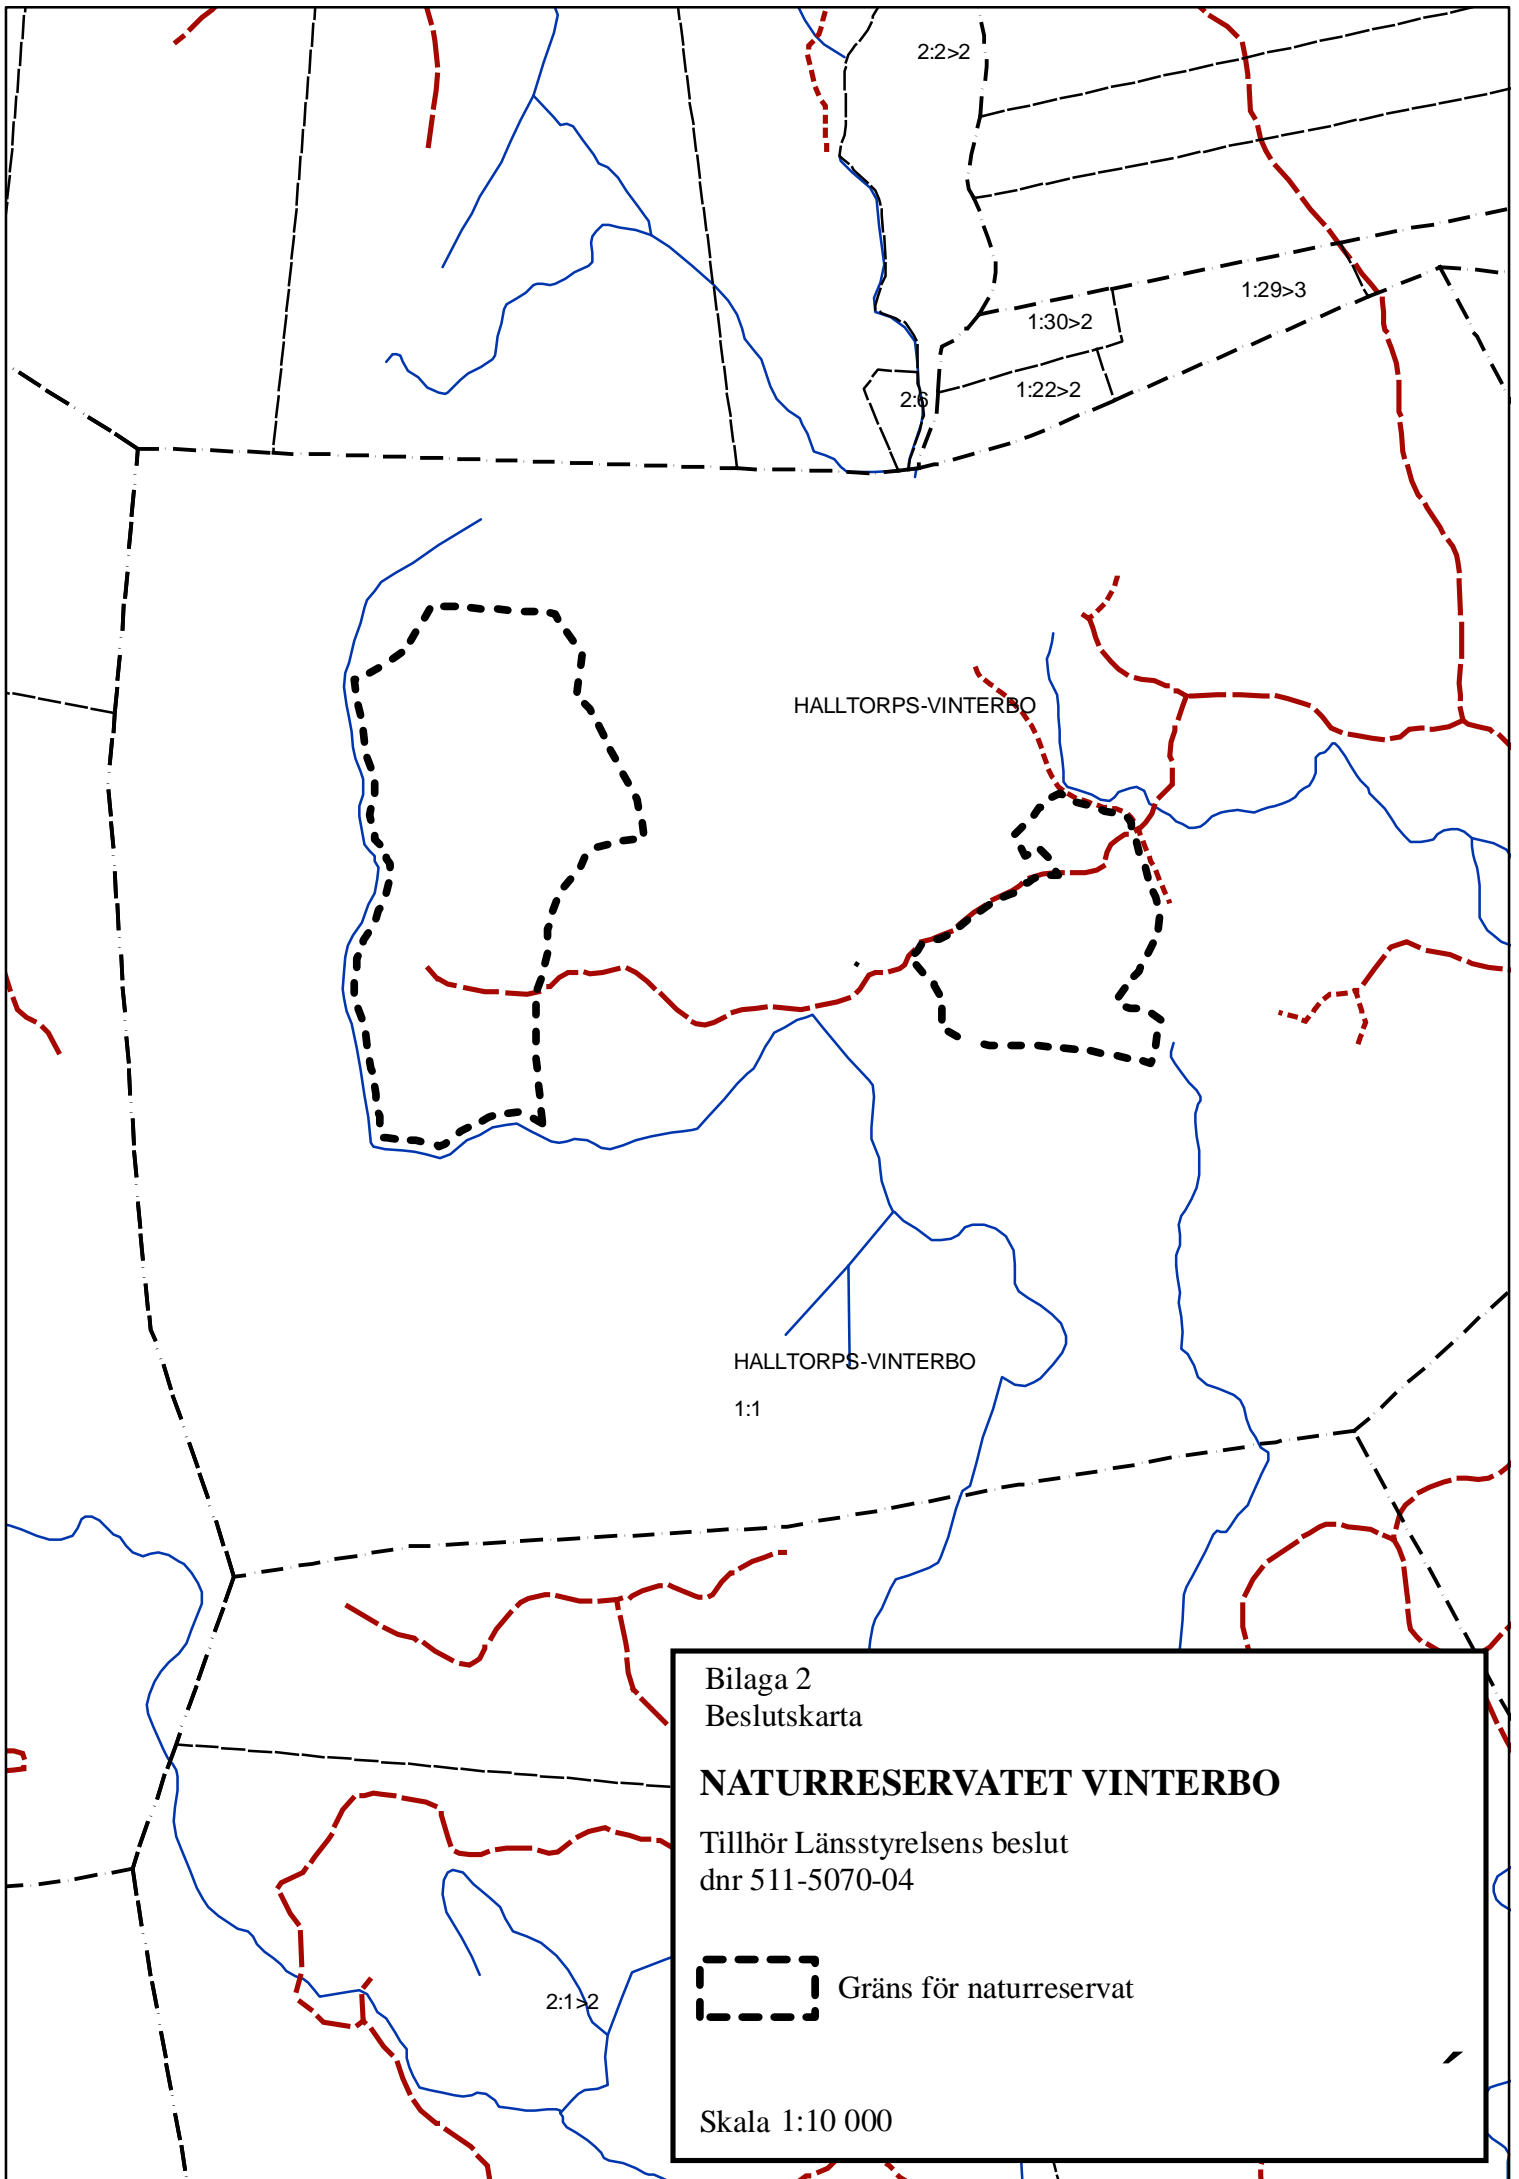 2:2>2
1:29>3
1:30>2
1:22>2
2:6
HALLTORPS-VINTERBO
HALLTORPS-VINTERBO
1:1
Bilaga 2
Beslutskarta
NATURRESERVATET VINTERBO
Tillhör Länsstyrelsens beslut
dnr 511-5070-04
Gräns för naturreservat
2:1>2
Skala 1:10 000